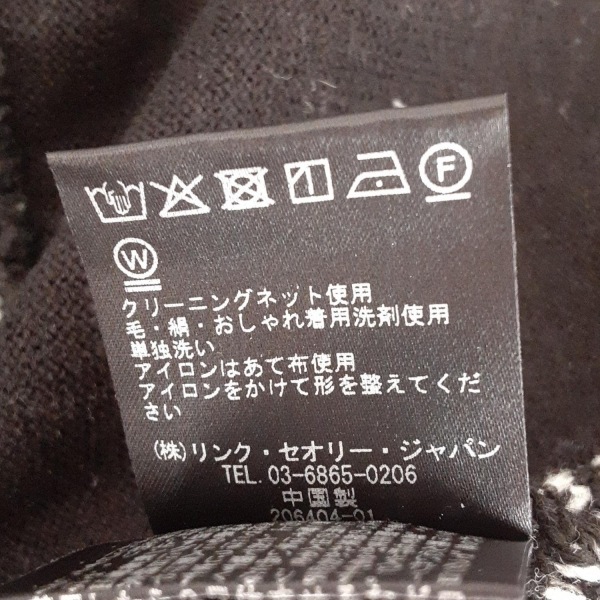 F
W
クリーニングネット使用
毛・絹・おしゃれ着用洗剤使用
単独洗い
アイロンはあて布使用
アイロンをかけて形を整えてくだ
さい
(株)リンク・セオリー・ジャパン
TEL. 03-6865-0206
中国製
206404-01